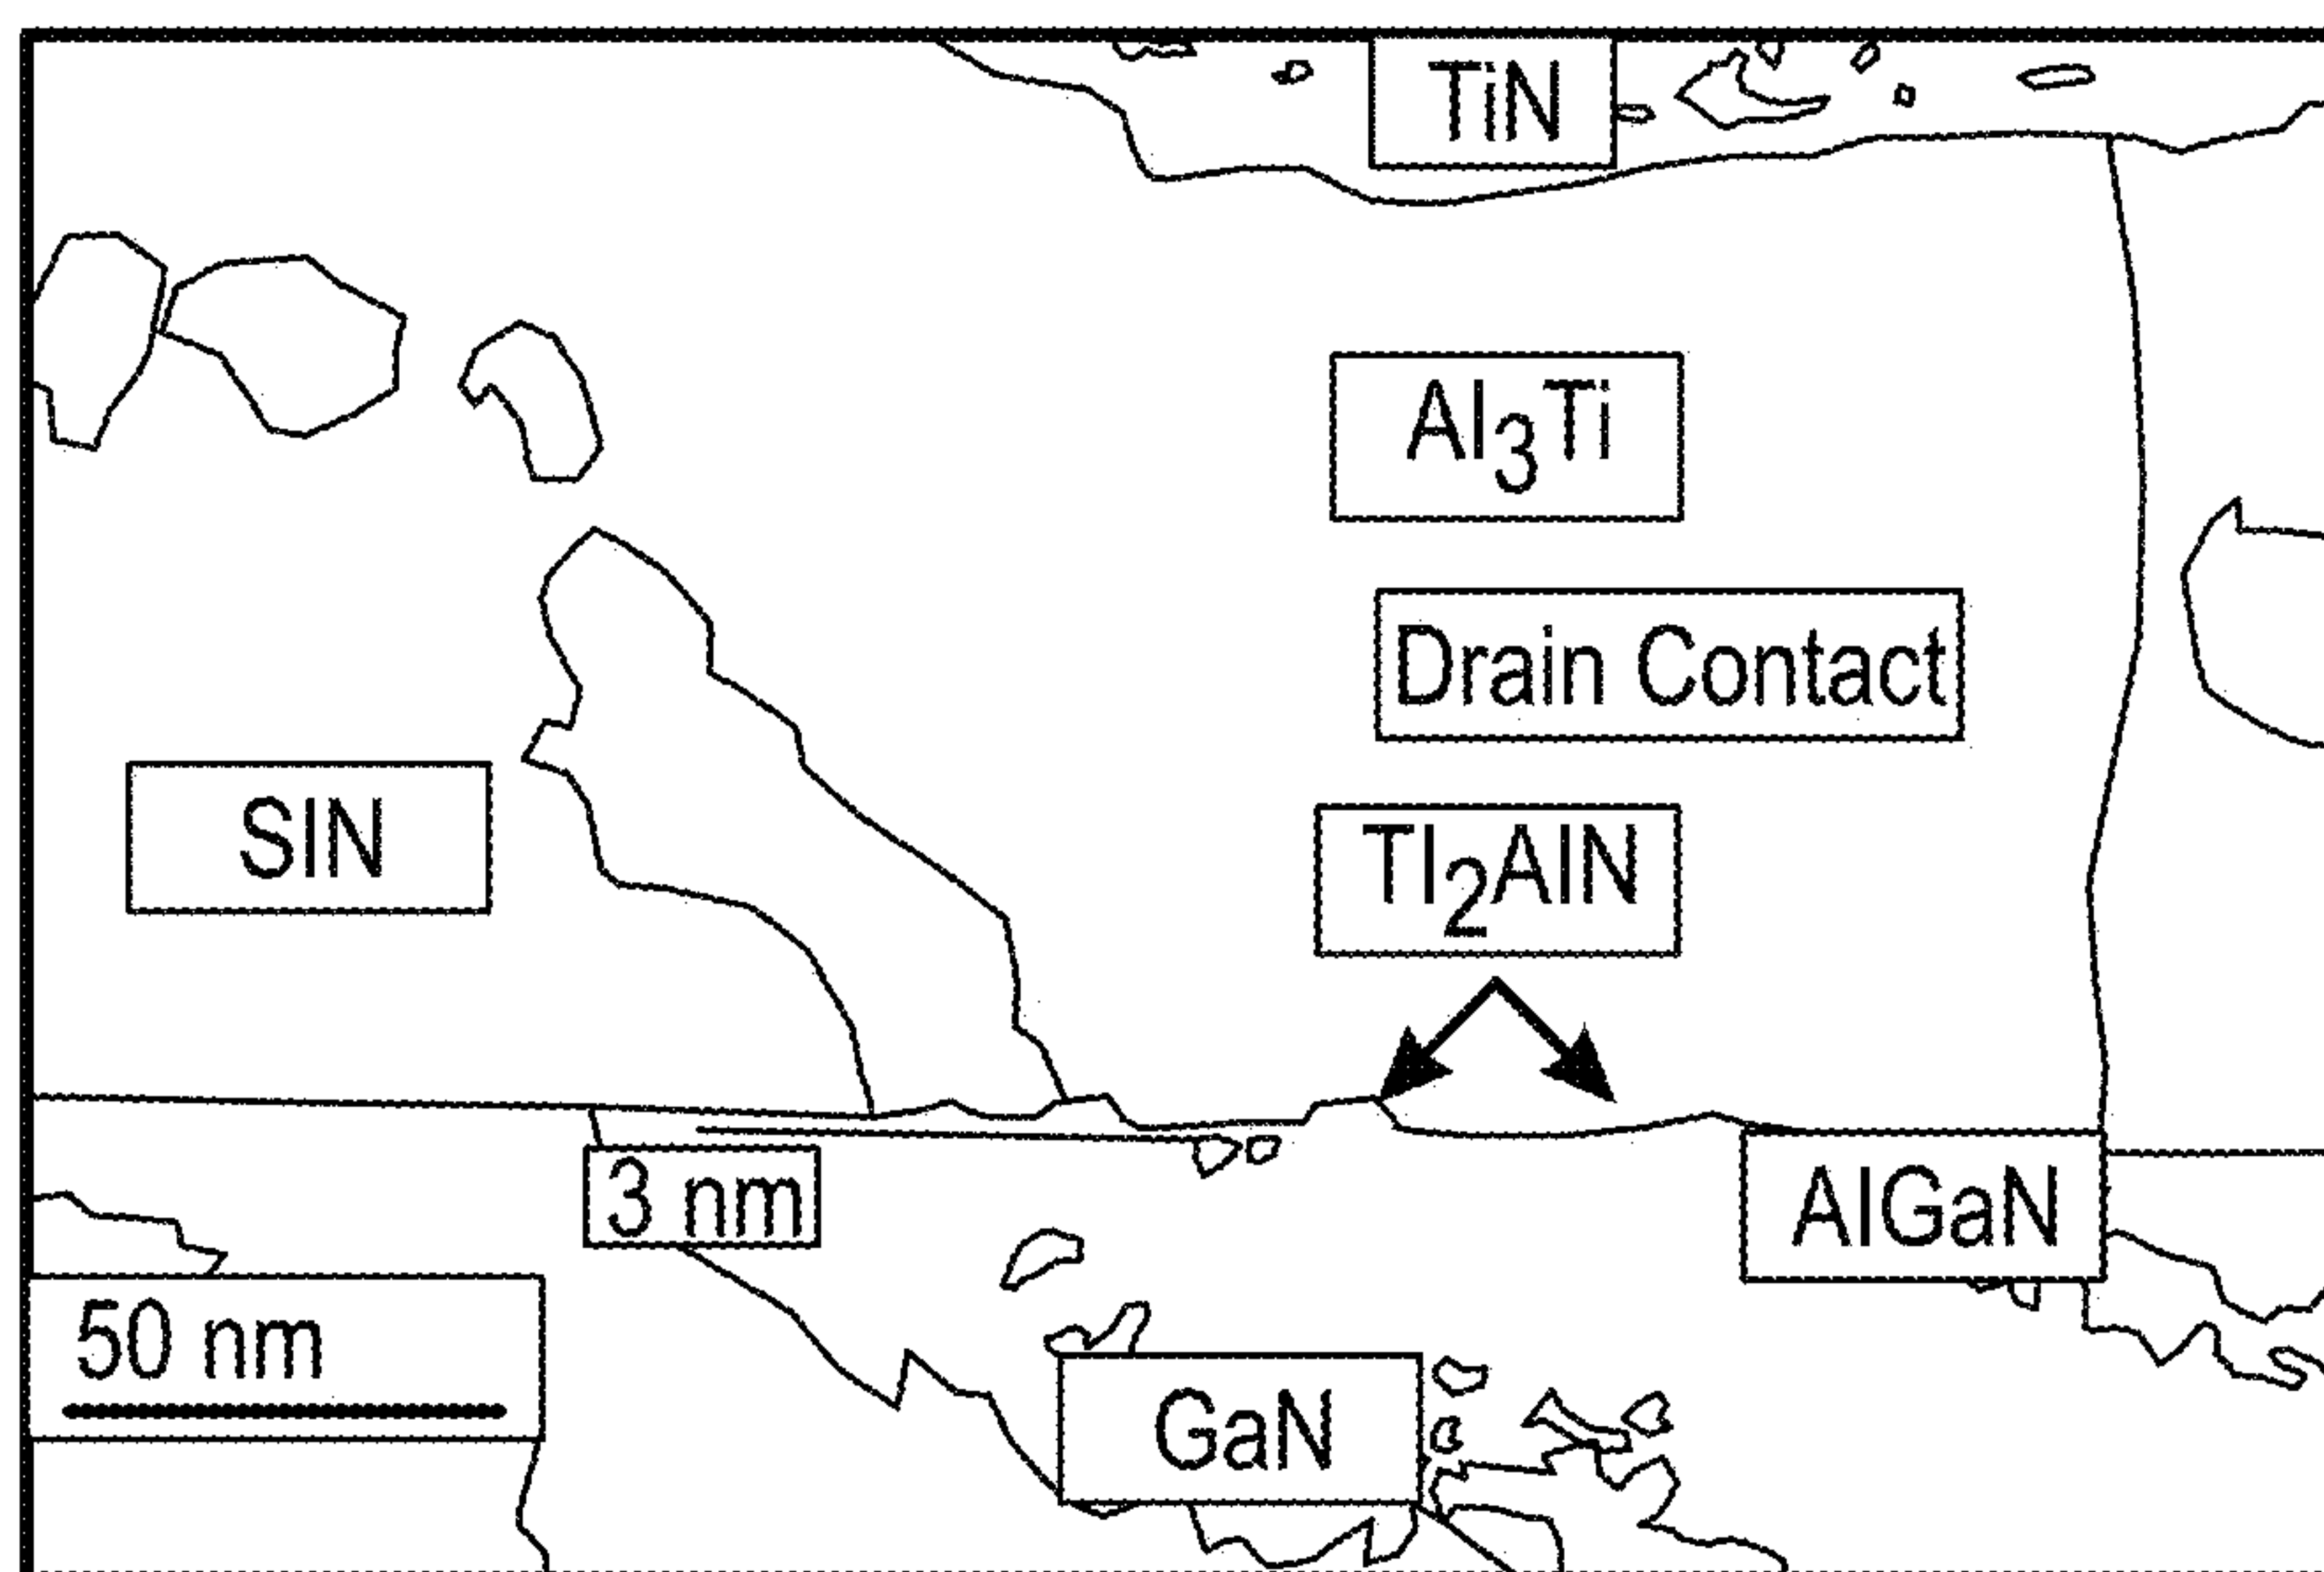 TiN
Al₃Ti
Drain Contact
SIN
TI₂AIN
3 nm
AlGaN
50 nm
GaN